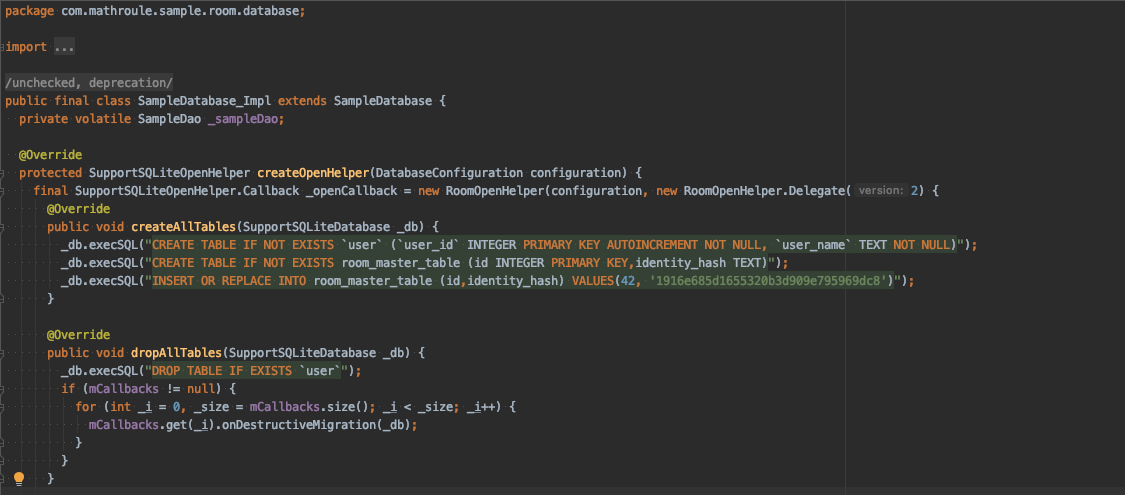 package com.mathroule.sample.room.database;
import ...
/unchecked, deprecation/
public final class SampleDatabase_Impl extends SampleDatabase {
private volatile SampleDao _sampleDao;
@Override
protected SupportSQLiteOpenHelper createOpenHelper(DatabaseConfiguration configuration) {
final SupportSQLiteOpenHelper.Callback _openCallback = new RoomOpenHelper(configuration, new RoomOpenHelper.Delegate( version: 2) {
@Override
public void createAllTables(SupportSQLiteDatabase _db) {
_db.execSQL("CREATE TABLE IF NOT EXISTS `user` (`user_id` INTEGER PRIMARY KEY AUTOINCREMENT NOT NULL, `user_name` TEXT NOT NULL)");
_db.execSQL("CREATE TABLE IF NOT EXISTS room_master_table (id INTEGER PRIMARY KEY,identity_hash TEXT)");
_db.execSQL("INSERT OR REPLACE INTO room_master_table (id,identity_hash) VALUES(42, '1916e685d1655320b3d909e795969dc8')");
}
@Override
public void dropAllTables(SupportSQLiteDatabase _db) {
_db.execSQL("DROP TABLE IF EXISTS `user`");
if (mCallbacks != null) {
for (int _i = 0, _size = mCallbacks.size(); _i < _size; _i++) {
mCallbacks.get(_i).onDestructiveMigration(_db);
}
}
}